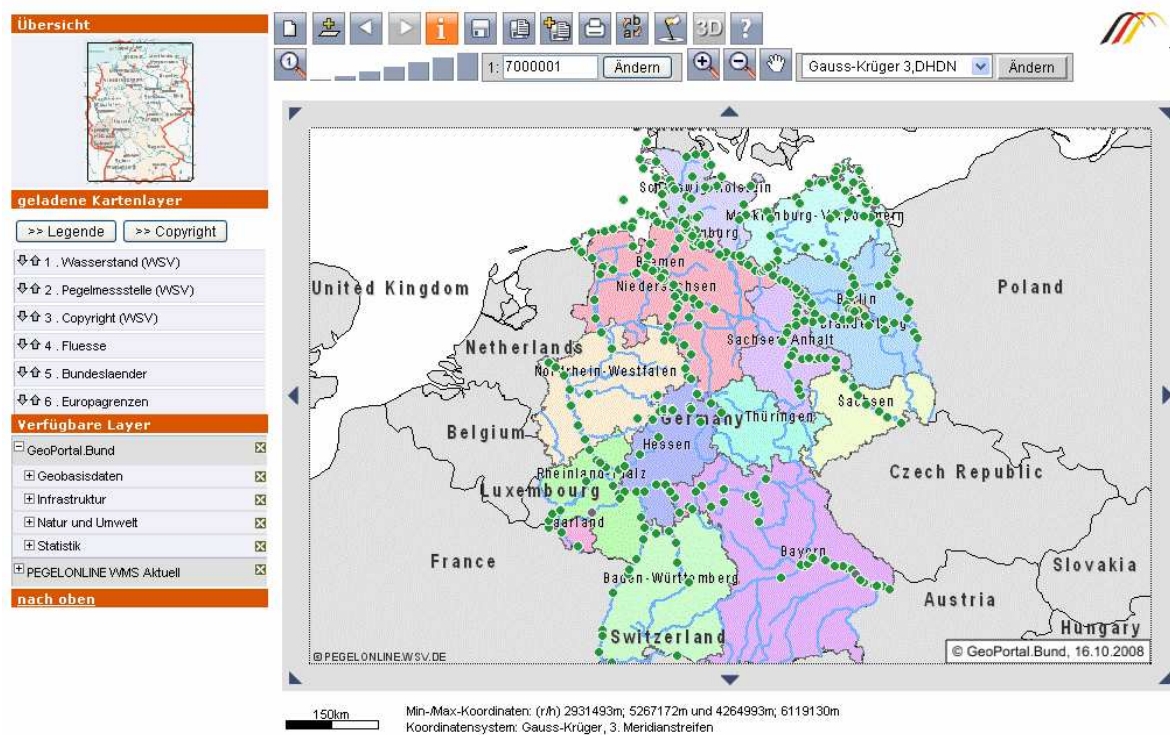 Übersicht
geladene Kartenlayer
>> Legende
>> Copyright
1 . Wasserstand (WSV)
2 . Pegelmessstelle (WSV)
3 . Copyright (WSV)
4 . Fluesse
5 . Bundeslaender
6 . Europagrenzen
Verfügbare Layer
GeoPortal.Bund
Geobasisdaten
Infrastruktur
Natur und Umwelt
Statistik
PEGELONLINE WMS Aktuell
nach oben
i
ab
3D
?
1
1: 7000001 Ändern
Gauss-Krüger 3,DHDN Ändern
Bremen
Niedersachsen
United Kingdom
Poland
Berlin
Netherlands
Sachsen-Anhalt
Nordrhein-Westfalen
Sachsen
Germany
Thüringen
Belgium
Hessen
Czech Republic
Luxembourg
France
Bayern
Slovakia
Baden-Württemberg
Austria
Hungary
Switzerland
© PEGELONLINE.WSV.DE
© GeoPortal.Bund, 16.10.2008
150km
Min-/Max-Koordinaten: (r/h) 2931493m; 5267172m und 4264993m; 6119130m
Koordinatensystem: Gauss-Krüger, 3. Meridianstreifen